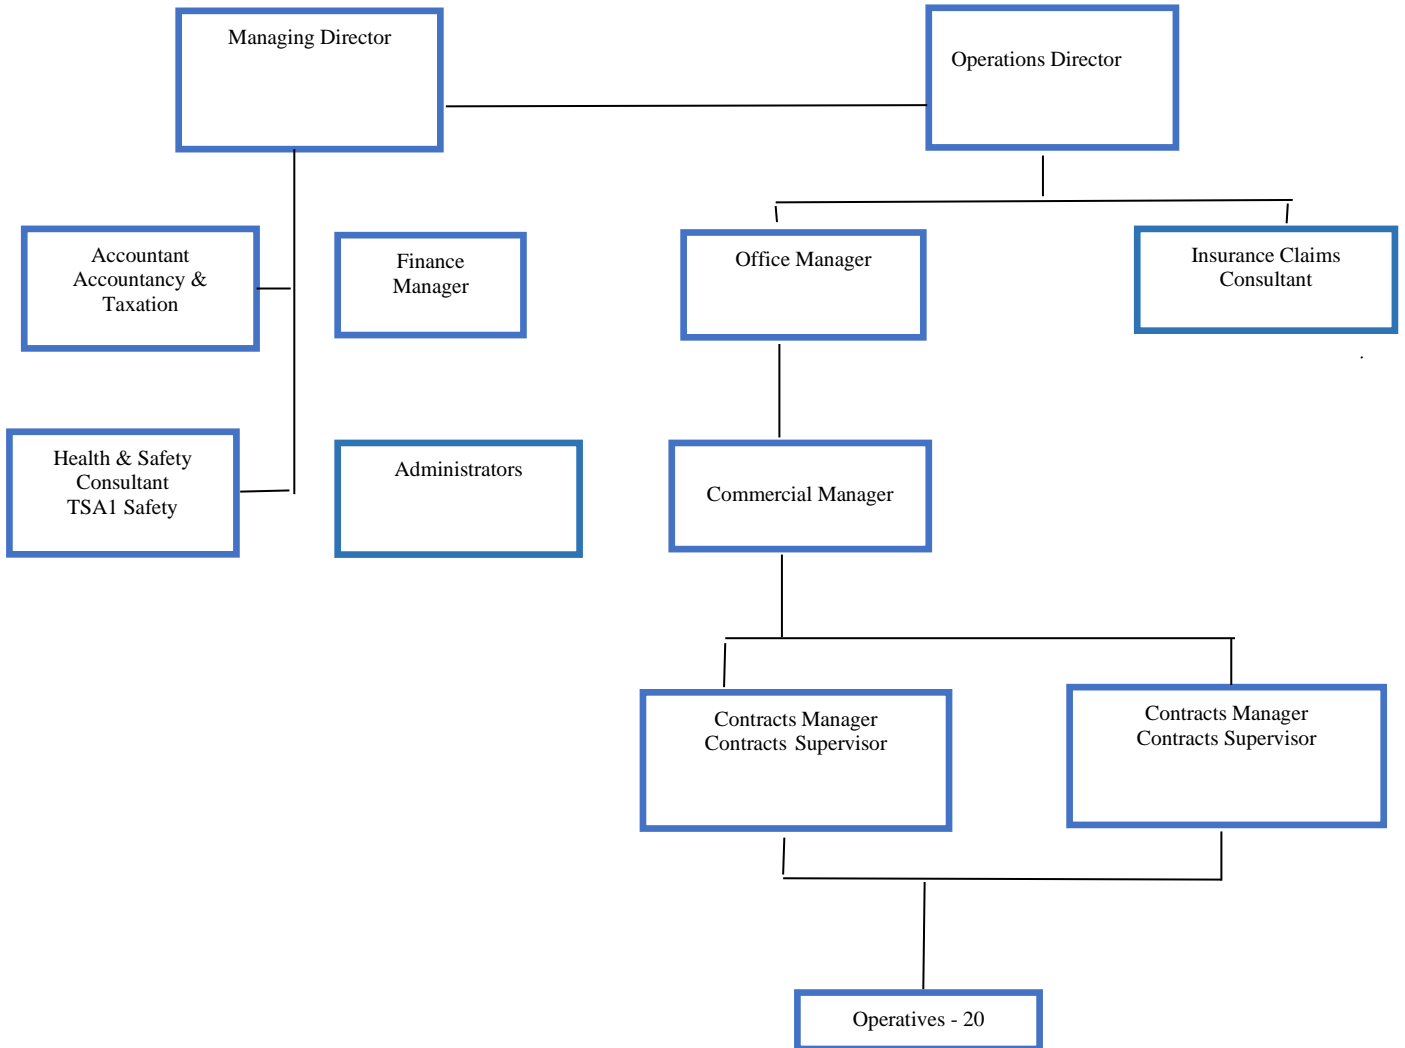 Managing Director
Operations Director
Accountant
Accountancy &
Taxation
Finance
Manager
Office Manager
Insurance Claims
Consultant
.
Health & Safety
Consultant
TSA1 Safety
Administrators
Commercial Manager
Contracts Manager
Contracts Supervisor
Contracts Manager
Contracts Supervisor
Operatives - 20